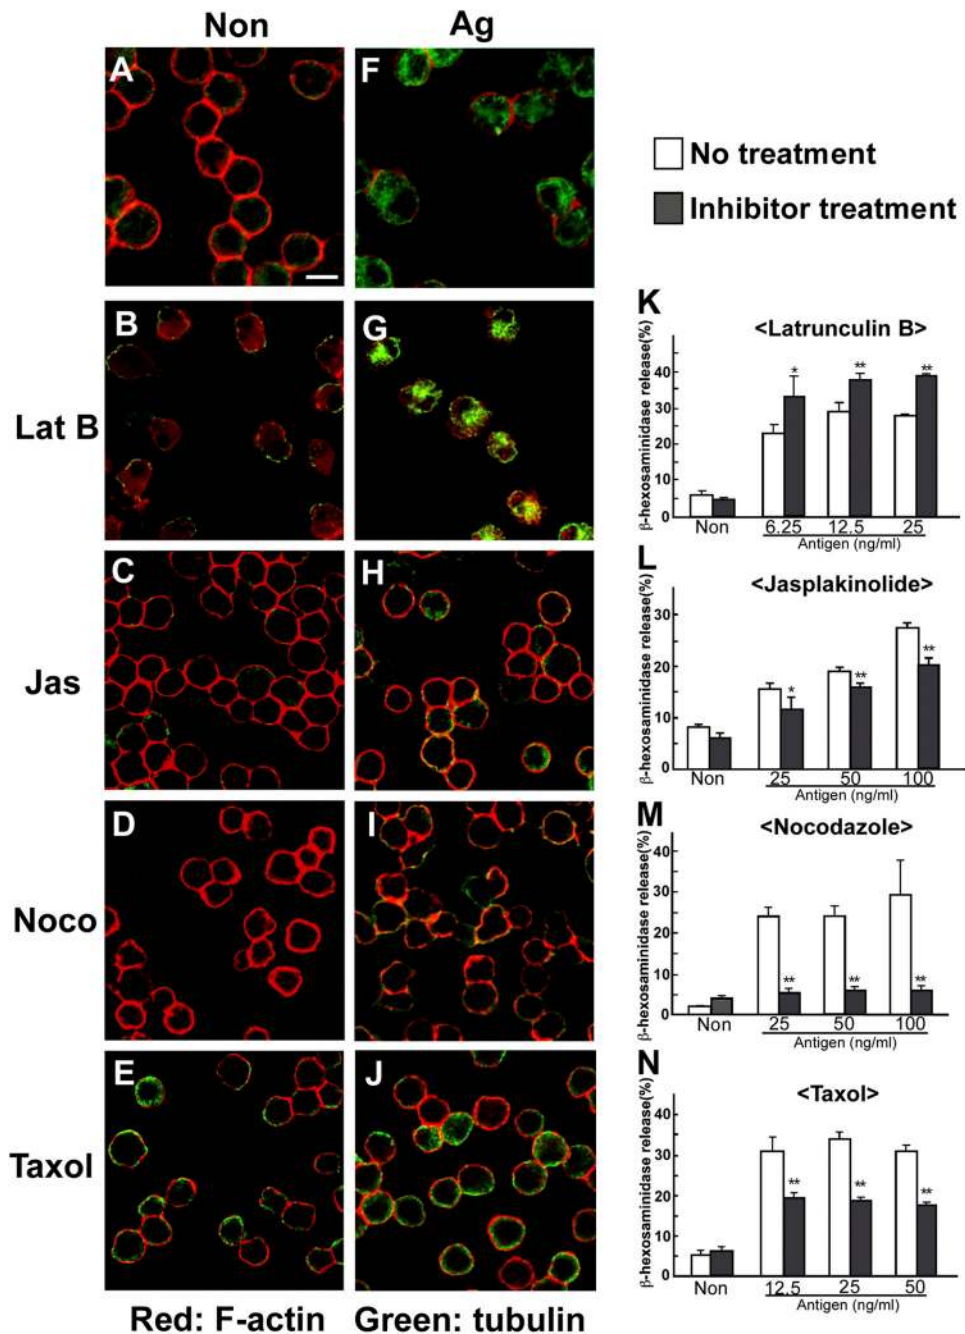 Non Ag
A F
No treatment
Inhibitor treatment
Lat B
B G
K
<Latrunculin B>
β-hexosaminidase release(%)
40
30
20
10
0
* ** **
Non 6.25 12.5 25
Antigen (ng/ml)
Jas
C H
L
<Jasplakinolide>
β-hexosaminidase release(%)
30
20
10
0
* ** **
Non 25 50 100
Antigen (ng/ml)
Noco
D I
M
<Nocodazole>
β-hexosaminidase release(%)
40
30
20
10
0
** ** **
Non 25 50 100
Antigen (ng/ml)
Taxol
E J
N
<Taxol>
β-hexosaminidase release(%)
40
30
20
10
0
** ** **
Non 12.5 25 50
Antigen (ng/ml)
Red: F-actin Green: tubulin